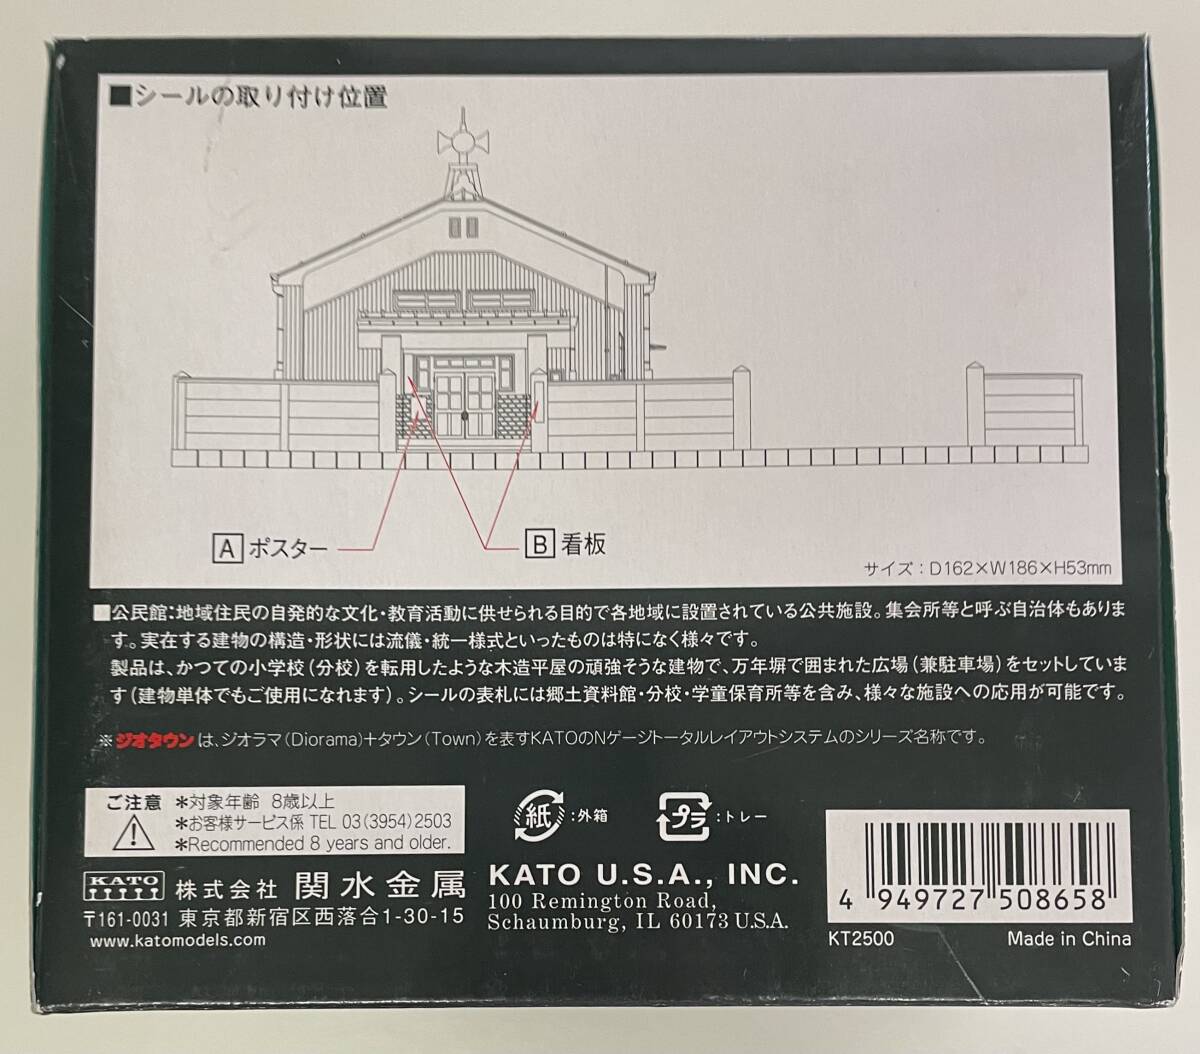 ■シールの取り付け位置
A ポスター
B 看板
サイズ:D162×W186×H53mm
■公民館:地域住民の自発的な文化・教育活動に供せられる目的で各地域に設置されている公共施設。集会所等と呼ぶ自治体もありま
す。実在する建物の構造・形状には流儀・統一様式といったものは特になく様々です。
製品は、かつての小学校(分校)を転用したような木造平屋の頑強そうな建物で、万年塀で囲まれた広場(兼駐車場)をセットしていま
す(建物単体でもご使用になれます)。シールの表札には郷土資料館・分校・学童保育所等を含み、様々な施設への応用が可能です。
※ジオタウンは、ジオラマ(Diorama)+タウン(Town)を表すKATOのNゲージトータルレイアウトシステムのシリーズ名称です。
ご注意 *対象年齢 8歳以上
*お客様サービス係 TEL 03(3954)2503
*Recommended 8 years and older.
紙:外箱
プラ:トレー
KATO 株式会社 関水金属
〒161-0031 東京都新宿区西落合1-30-15
www.katomodels.com
KATO U.S.A., INC.
100 Remington Road,
Schaumburg, IL 60173 U.S.A.
4 949727 508658
KT2500 Made in China